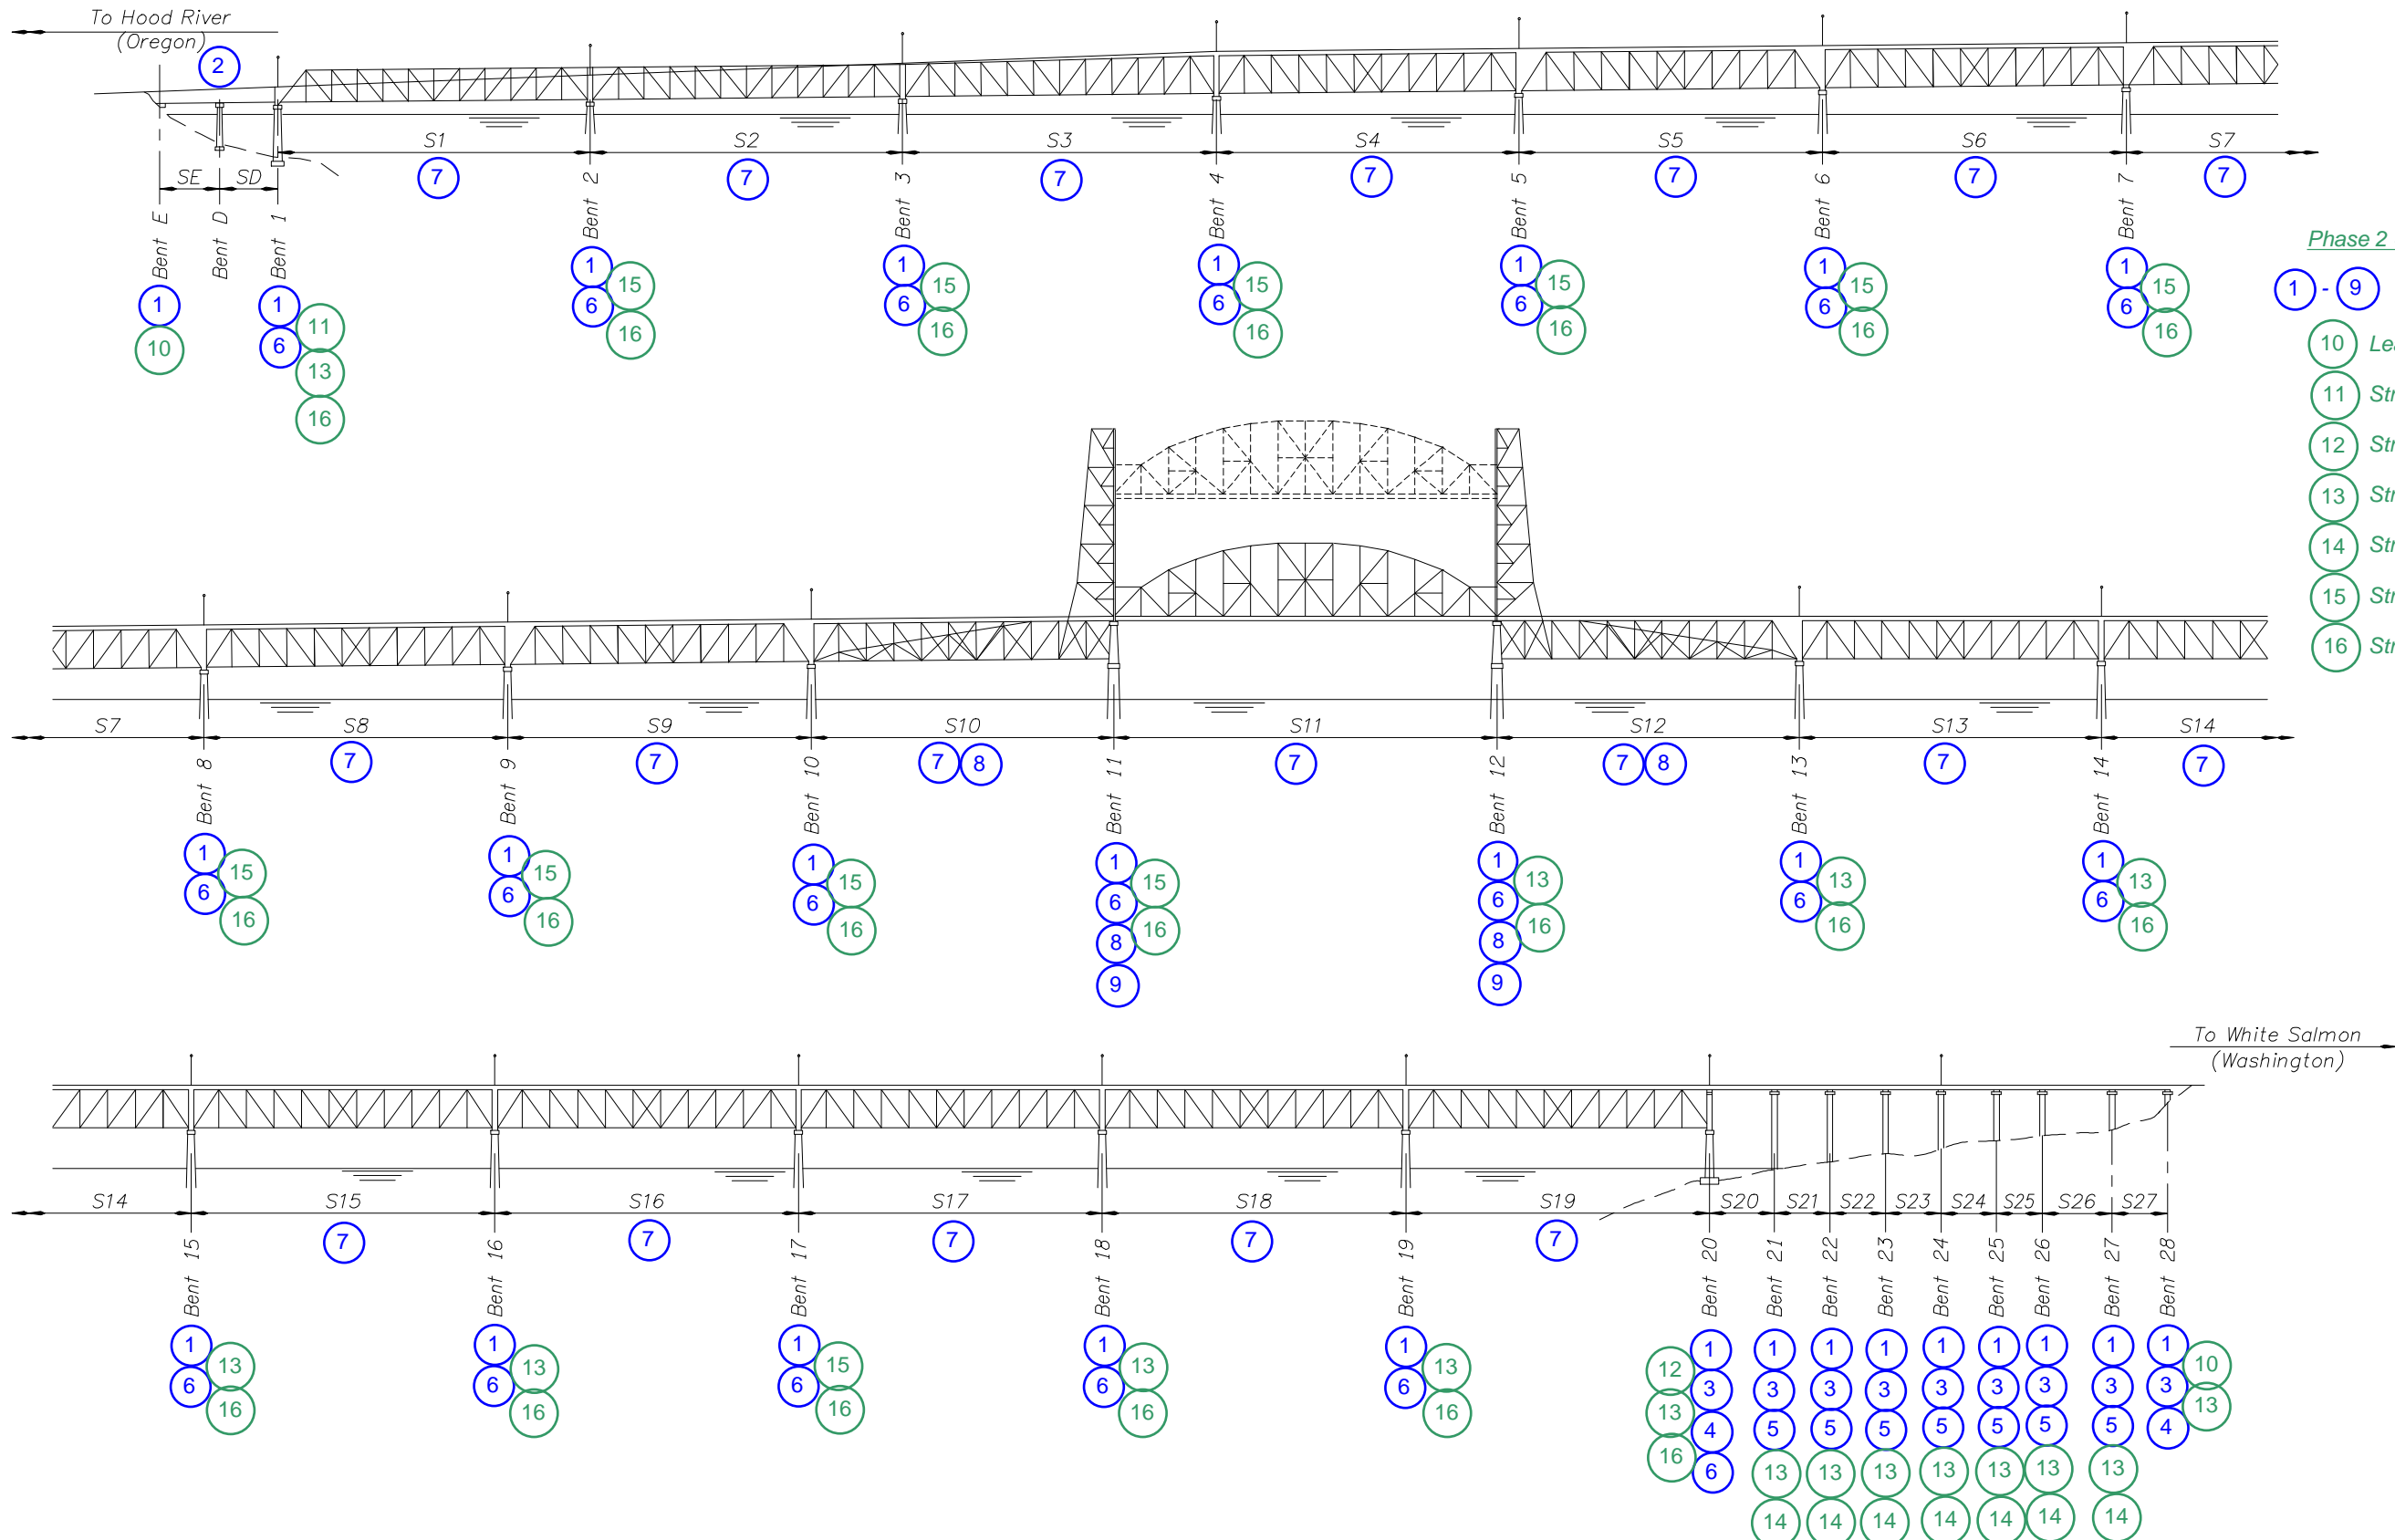 To Hood River
(Oregon)
2
S1 S2 S3 S4 S5 S6 S7
7 7 7 7 7 7 7
SE SD
Bent E
Bent D
Bent 1
Bent 2
Bent 3
Bent 4
Bent 5
Bent 6
Bent 7
1
10
1
6
11
13
16
1
6
15
16
1
6
15
16
1
6
15
16
1
6
15
16
1
6
15
16
1
6
15
16
Phase 2
1 - 9
10 Lea
11 Str
12 Str
13 Str
14 Str
15 Str
16 Str
S7 S8 S9 S10 S11 S12 S13 S14
7 7 7 8 7 7 8 7 7
Bent 8
Bent 9
Bent 10
Bent 11
Bent 12
Bent 13
Bent 14
1
6
15
16
1
6
15
16
1
6
15
16
1
6
8
9
15
16
1
6
8
9
13
16
1
6
13
16
1
6
13
16
To White Salmon
(Washington)
S14 S15 S16 S17 S18 S19 S20 S21 S22 S23 S24 S25 S26 S27
7 7 7 7 7
Bent 15
Bent 16
Bent 17
Bent 18
Bent 19
Bent 20
Bent 21
Bent 22
Bent 23
Bent 24
Bent 25
Bent 26
Bent 27
Bent 28
1
6
13
16
1
6
13
16
1
6
15
16
1
6
13
16
1
6
13
16
12
13
16
1
3
4
6
1
3
5
13
14
1
3
5
13
14
1
3
5
13
14
1
3
5
13
14
1
3
5
13
14
1
3
5
13
14
1
3
5
13
14
1
3
4
10
13